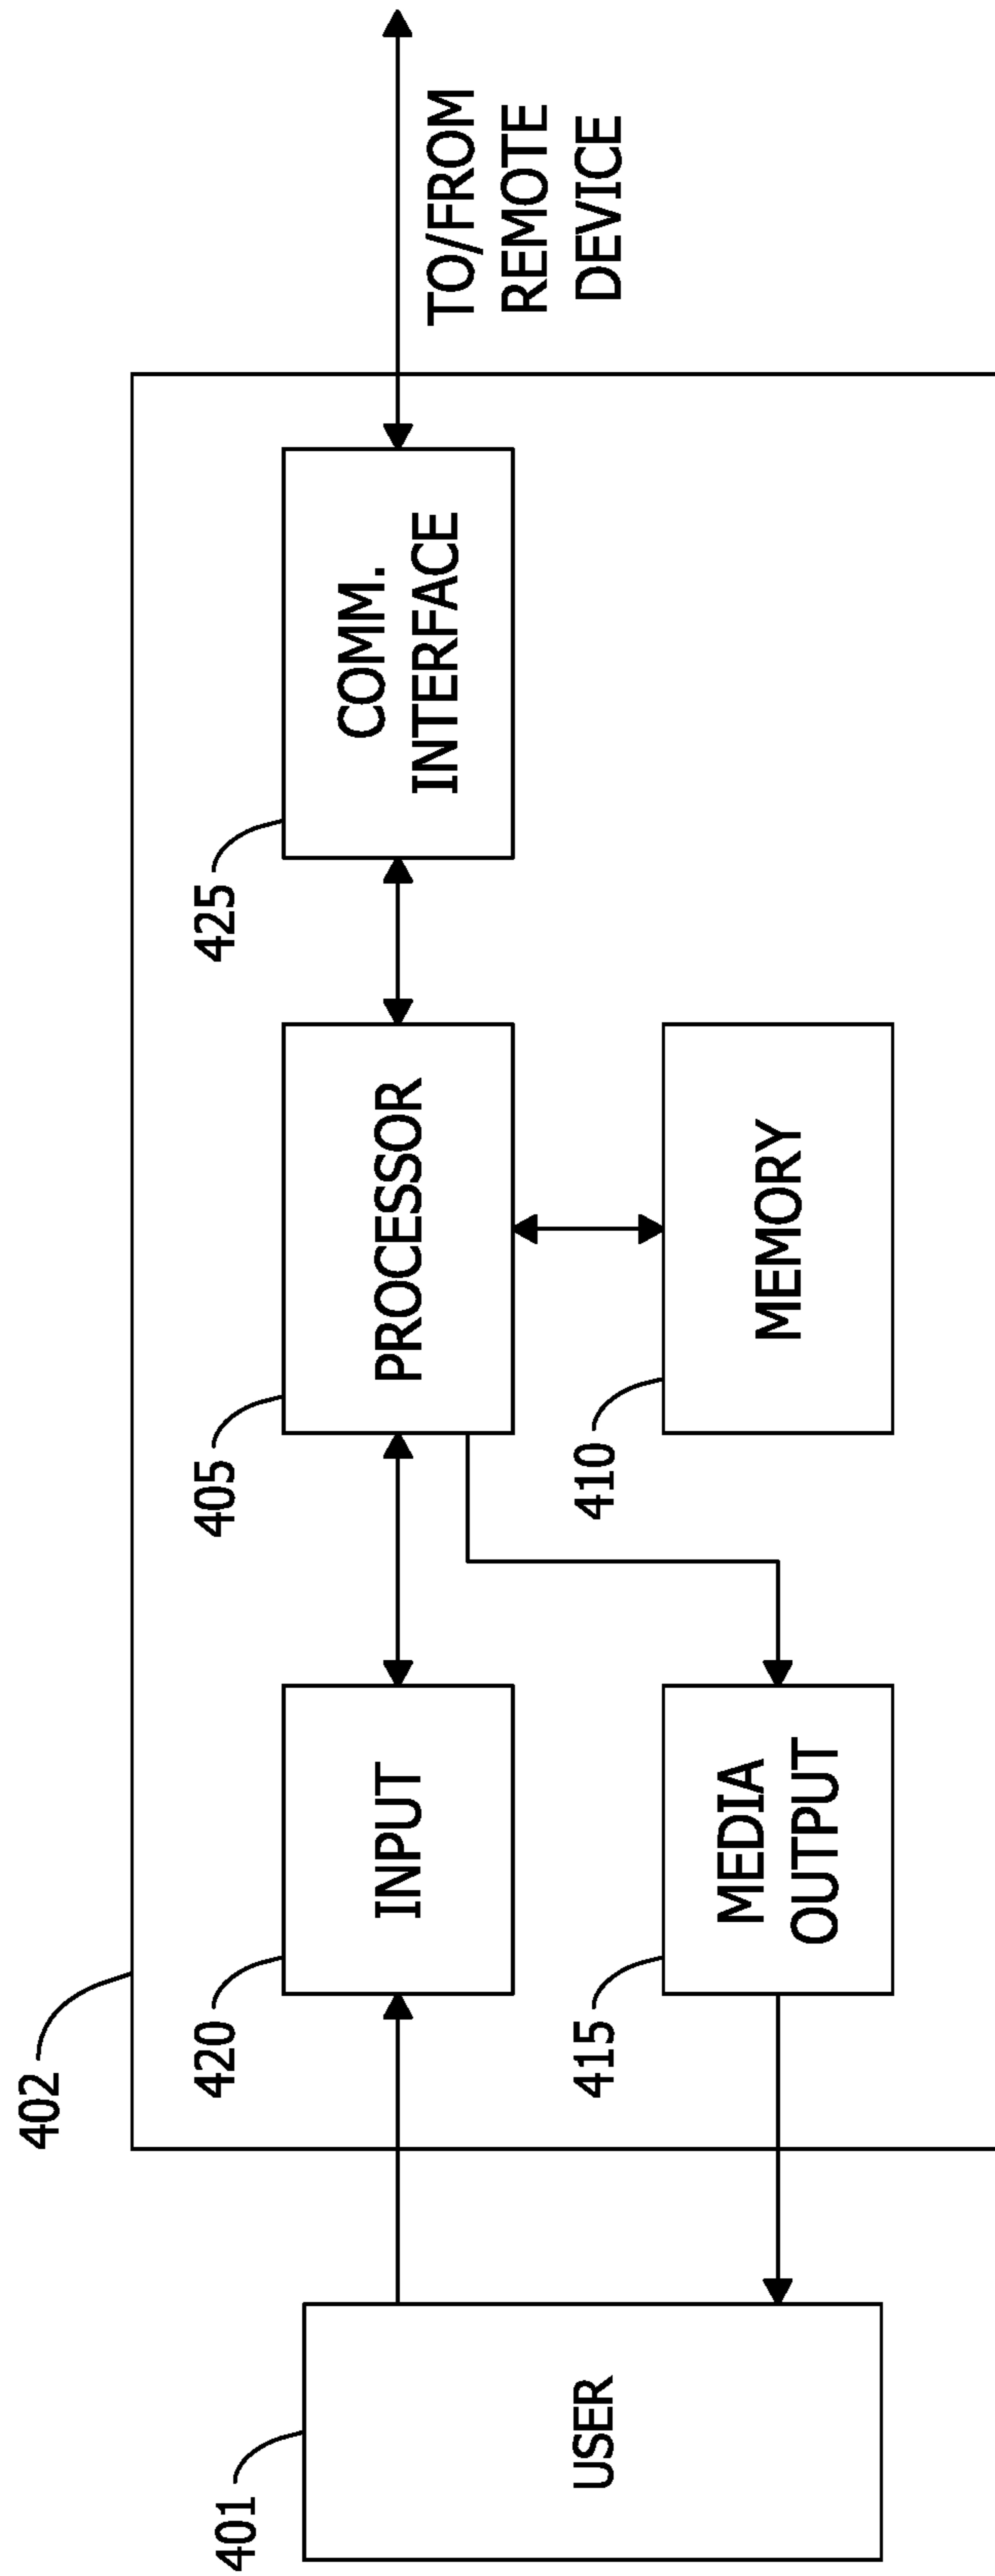 402
401
USER
420
INPUT
415
MEDIA
OUTPUT
405
PROCESSOR
410
MEMORY
425
COMM.
INTERFACE
TO/FROM
REMOTE
DEVICE